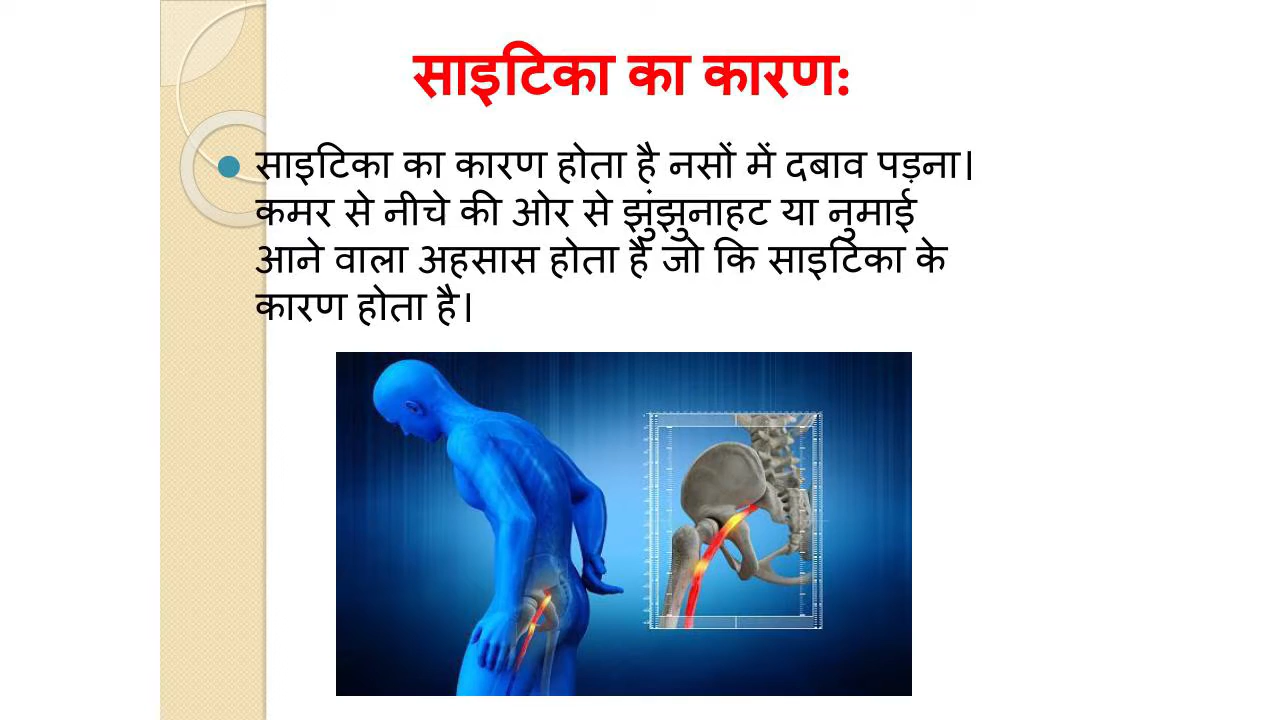 साइटिका का कारण:
साइटिका का कारण होता है नसों में दबाव पड़ना।
कमर से नीचे की ओर से झुंझुनाहट या नुमाई
आने वाला अहसास होता है जो कि साइटिका के
कारण होता है।